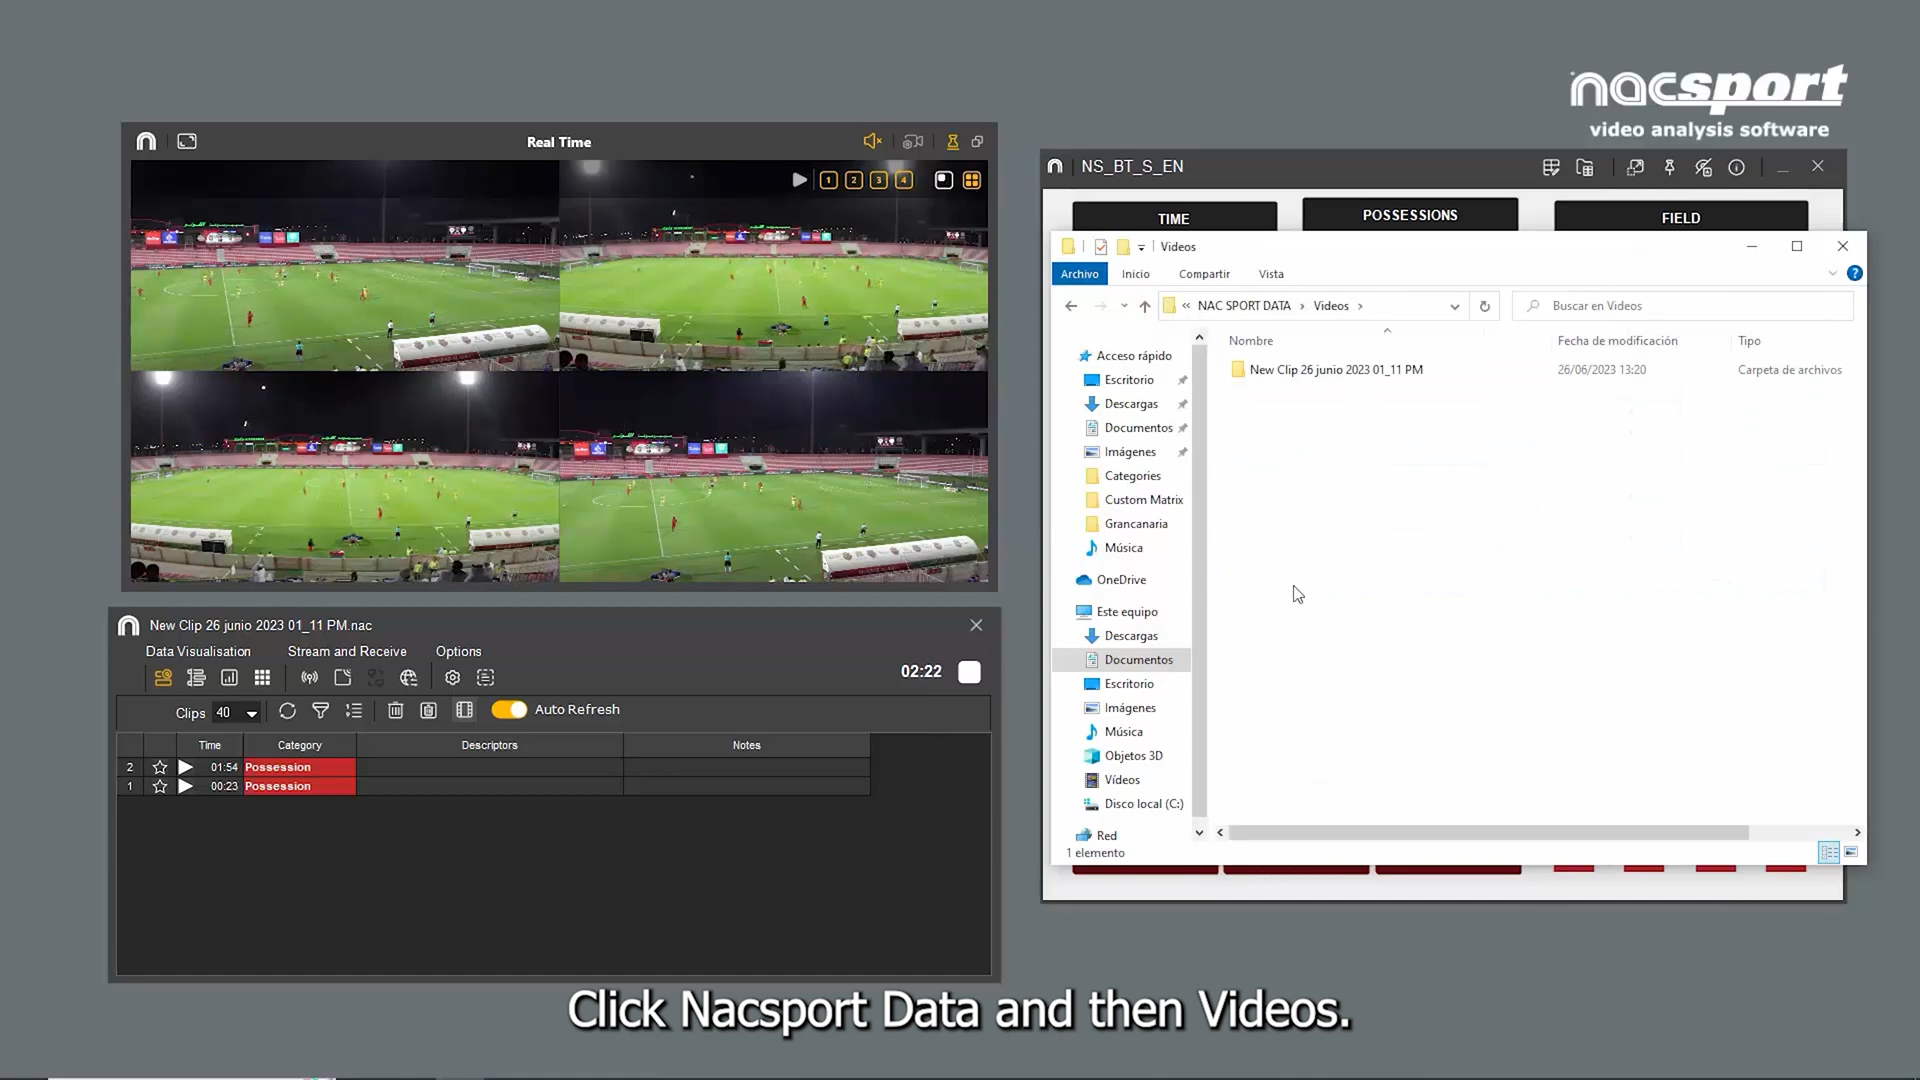 nacsport
video analysis software
Real Time
1 2 3 4
New Clip 26 junio 2023 01_11 PM.nac
Data Visualisation Stream and Receive Options
02:22
Clips 40 Auto Refresh
Time Category Descriptors Notes
2 01:54 Possession
1 00:23 Possession
NS_BT_S_EN
TIME POSSESSIONS FIELD
Videos
Archivo Inicio Compartir Vista
« NAC SPORT DATA › Videos ›
Buscar en Videos
Nombre Fecha de modificación Tipo
New Clip 26 junio 2023 01_11 PM 26/06/2023 13:20 Carpeta de archivos
Acceso rápido
Escritorio
Descargas
Documentos
Imágenes
Categories
Custom Matrix
Grancanaria
Música
OneDrive
Este equipo
Descargas
Documentos
Escritorio
Imágenes
Música
Objetos 3D
Vídeos
Disco local (C:)
Red
1 elemento
Click Nacsport Data and then Videos.